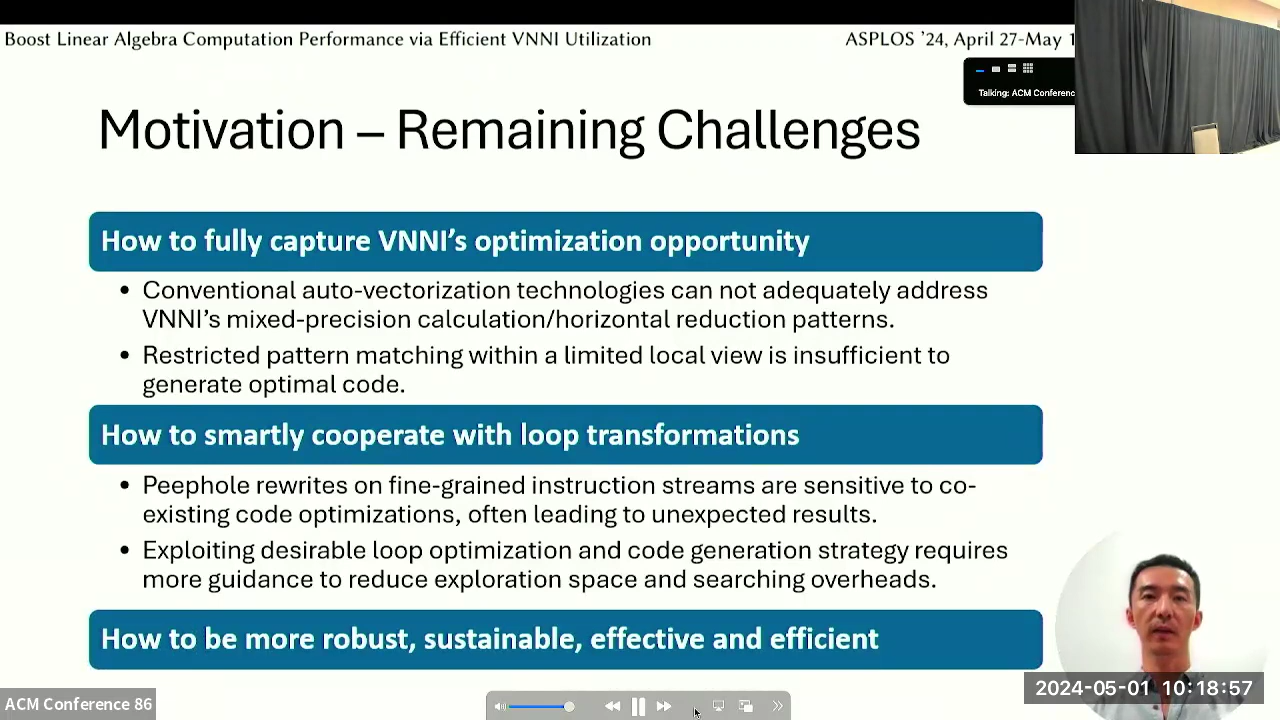 Boost Linear Algebra Computation Performance via Efficient VNNI Utilization
ASPLOS ’24, April 27-May 1
Talking: ACM Conferenc
Motivation – Remaining Challenges
How to fully capture VNNI’s optimization opportunity
• Conventional auto-vectorization technologies can not adequately address
VNNI’s mixed-precision calculation/horizontal reduction patterns.
• Restricted pattern matching within a limited local view is insufficient to
generate optimal code.
How to smartly cooperate with loop transformations
• Peephole rewrites on fine-grained instruction streams are sensitive to co-
existing code optimizations, often leading to unexpected results.
• Exploiting desirable loop optimization and code generation strategy requires
more guidance to reduce exploration space and searching overheads.
How to be more robust, sustainable, effective and efficient
2024-05-01 10:18:57
ACM Conference 86